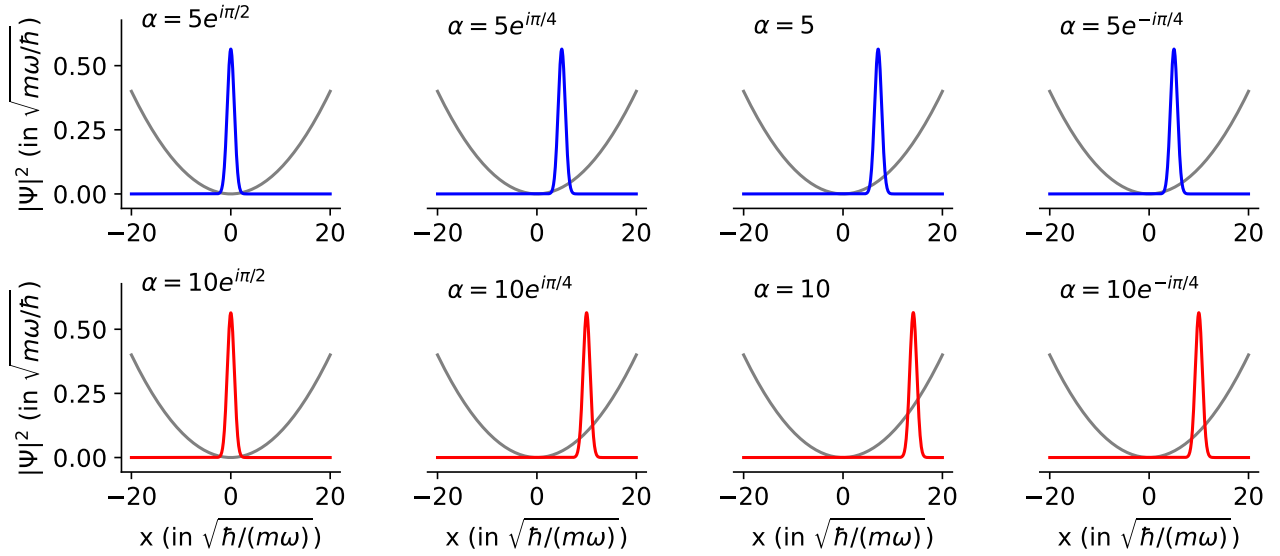 α = 5e^{iπ/2}
α = 5e^{iπ/4}
α = 5
α = 5e^{−iπ/4}
|Ψ|² (in √mω/ħ)
0.50
0.25
0.00
−20 0 20
−20 0 20
−20 0 20
−20 0 20
α = 10e^{iπ/2}
α = 10e^{iπ/4}
α = 10
α = 10e^{−iπ/4}
|Ψ|² (in √mω/ħ)
0.50
0.25
0.00
−20 0 20
−20 0 20
−20 0 20
−20 0 20
x (in √ħ/(mω))
x (in √ħ/(mω))
x (in √ħ/(mω))
x (in √ħ/(mω))